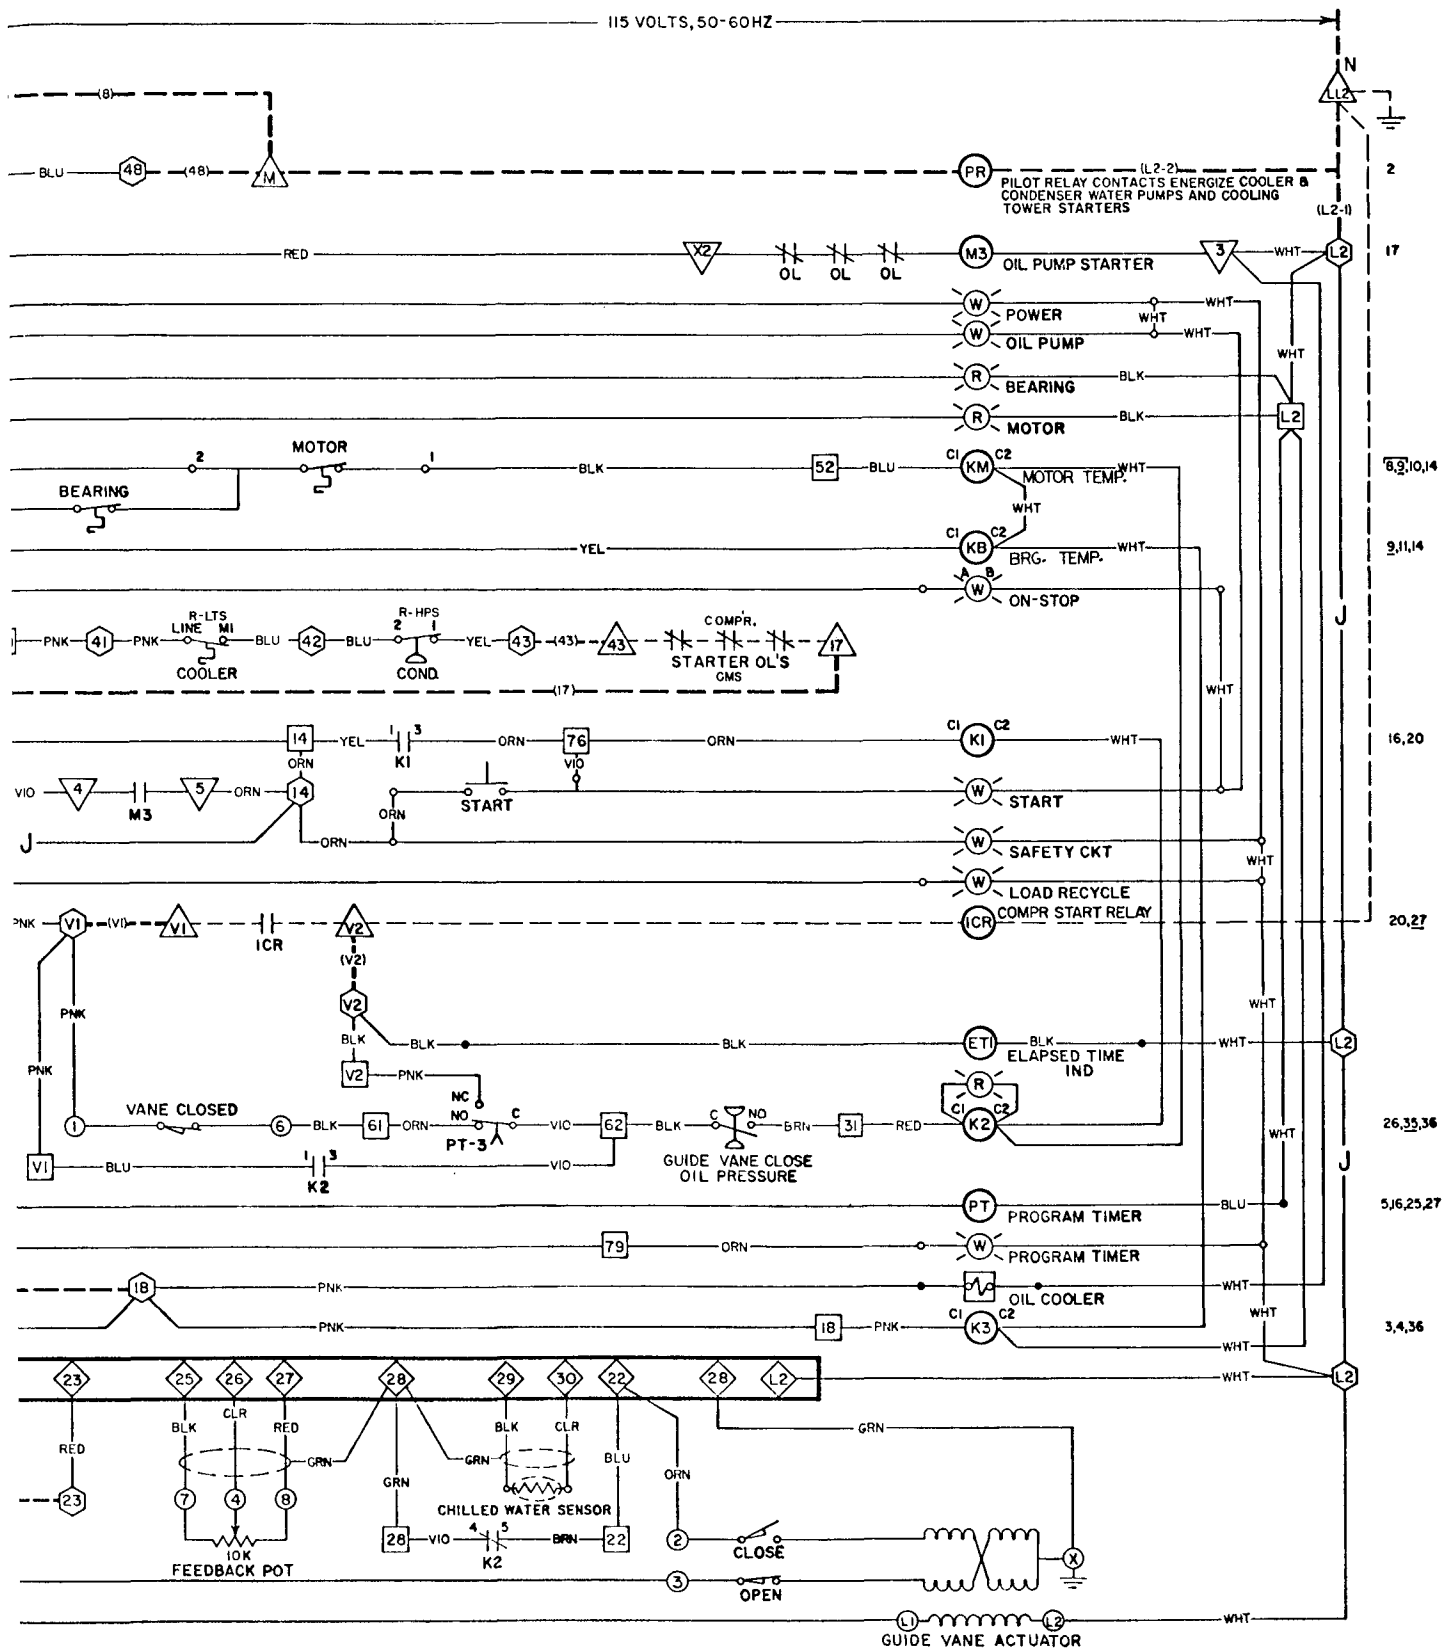 115 VOLTS, 50-60HZ
N
LL2
(8)
BLU 48 (48) M PR (L2-2) 2
PILOT RELAY CONTACTS ENERGIZE COOLER &
CONDENSER WATER PUMPS AND COOLING
TOWER STARTERS
(L2-1)
RED X2 OL OL OL M3 OIL PUMP STARTER 3 WHT L2 17
W POWER WHT
WHT
W OIL PUMP WHT
WHT
R BEARING BLK
R MOTOR BLK L2
2 MOTOR 1 BLK 52 BLU C1 KM C2 MOTOR TEMP. WHT 8,9,10,14
BEARING
WHT
YEL C1 KB C2 BRG. TEMP. WHT 9,11,14
A W B ON-STOP
J
PNK 41 PNK R-LTS LINE M1 COOLER BLU 42 BLU R-HPS 2 1 COND. YEL 43 (43) 43 COMP'R. STARTER OL'S CMS 17
(17)
WHT
14 YEL 1 3 K1 ORN 76 ORN C1 K1 C2 WHT 16,20
ORN
VIO
VIO 4 M3 5 ORN 14 START W START
ORN
J ORN W SAFETY CKT
WHT
W LOAD RECYCLE
PNK V1 (V1) V1 1CR V2 1CR COMPR START RELAY 20,27
(V2)
V2
PNK
WHT
BLK
BLK BLK ETI BLK WHT L2
ELAPSED TIME
IND
PNK
V2 PNK
NC
R
1 VANE CLOSED 6 BLK 61 ORN NO C PT-3 VIO 62 BLK C NO BRN 31 RED C1 K2 C2 26,35,36
WHT
GUIDE VANE CLOSE
OIL PRESSURE
V1 BLU 1 3 K2 VIO
J
PT PROGRAM TIMER BLU 5,16,25,27
79 ORN W PROGRAM TIMER
18 PNK OIL COOLER WHT
WHT
PNK 18 PNK C1 K3 C2 3,4,36
WHT
23 25 26 27 28 29 30 22 28 L2 WHT L2
BLK CLR RED BLK CLR GRN
RED
GRN GRN BLU
GRN ORN
23 7 4 8 CHILLED WATER SENSOR
10K
FEEDBACK POT
28 VIO 4 5 K2 BRN 22 2 CLOSE X
3 OPEN
L1 L2 WHT
GUIDE VANE ACTUATOR